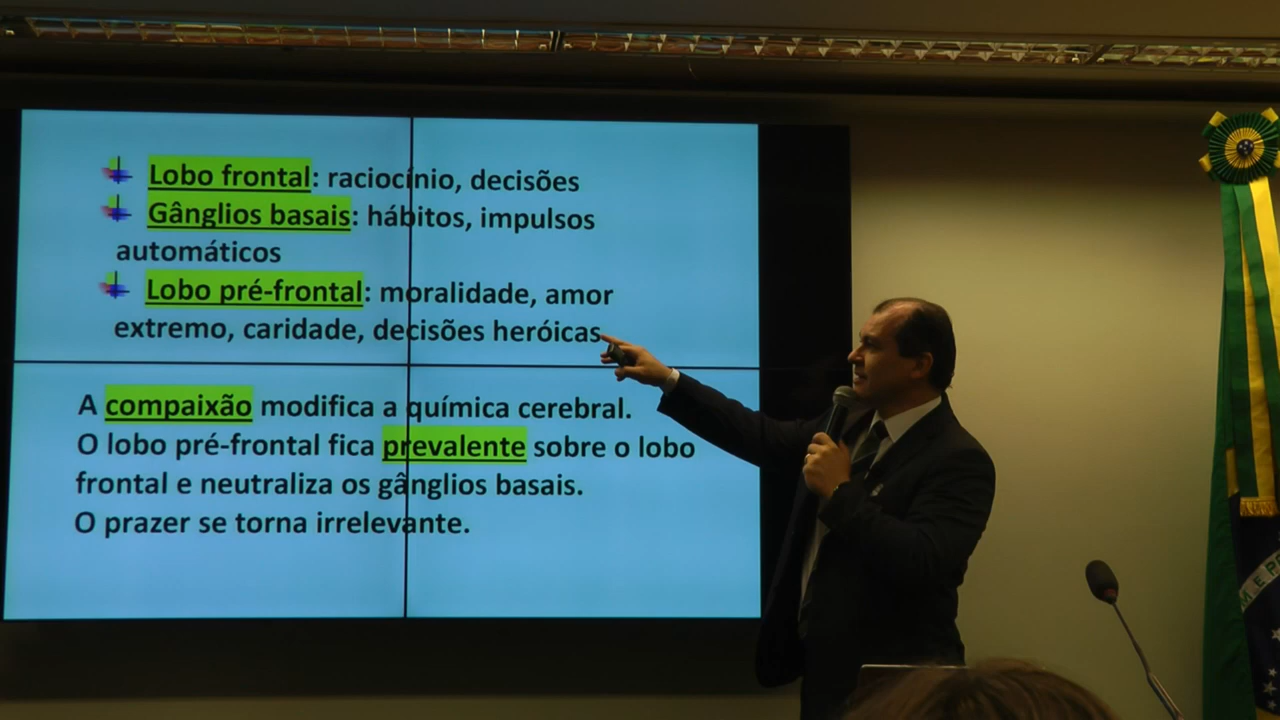 Lobo frontal: raciocínio, decisões
Gânglios basais: hábitos, impulsos
automáticos
Lobo pré-frontal: moralidade, amor
extremo, caridade, decisões heróicas.
A compaixão modifica a química cerebral.
O lobo pré-frontal fica prevalente sobre o lobo
frontal e neutraliza os gânglios basais.
O prazer se torna irrelevante.